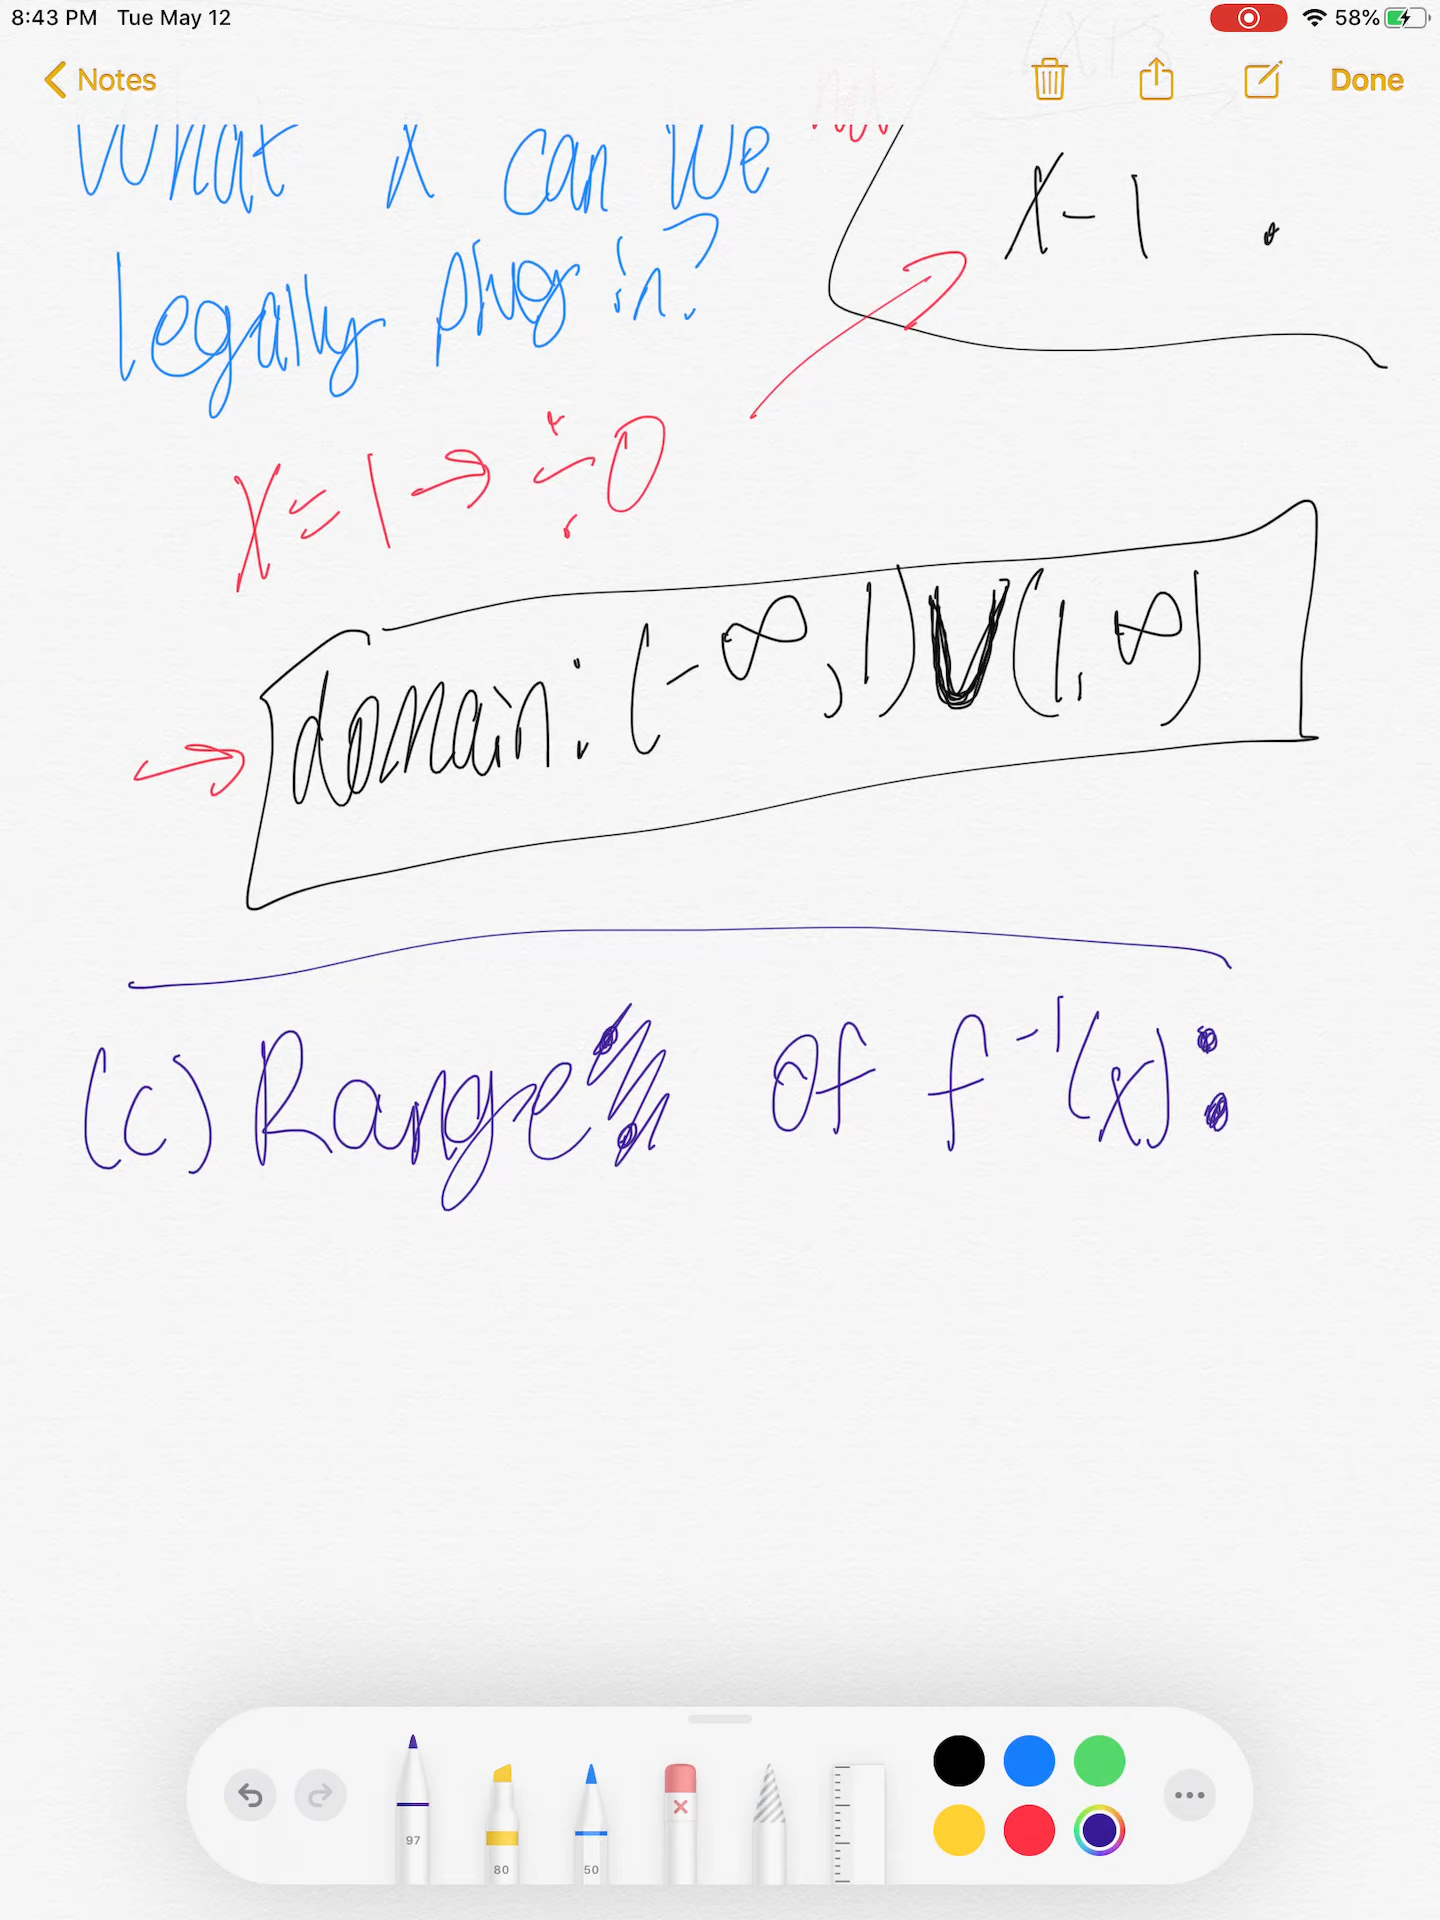 8:43 PM Tue May 12 58%
Notes Done
What x can we
legally plug in?
x - 1 .
x = 1 → ÷ 0
domain: (-∞, 1) U (1, ∞)
(c) Range of f⁻¹(x):
97 80 50